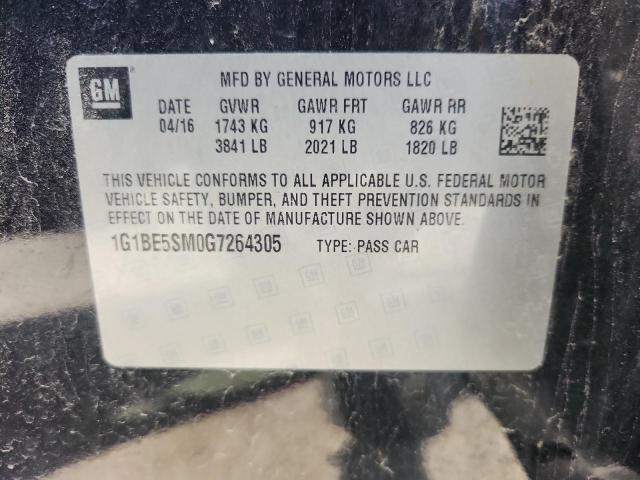 GM
MFD BY GENERAL MOTORS LLC
DATE GVWR GAWR FRT GAWR RR
04/16 1743 KG 917 KG 826 KG
3841 LB 2021 LB 1820 LB
THIS VEHICLE CONFORMS TO ALL APPLICABLE U.S. FEDERAL MOTOR
VEHICLE SAFETY, BUMPER, AND THEFT PREVENTION STANDARDS IN
EFFECT ON THE DATE OF MANUFACTURE SHOWN ABOVE.
1G1BE5SM0G7264305 TYPE: PASS CAR